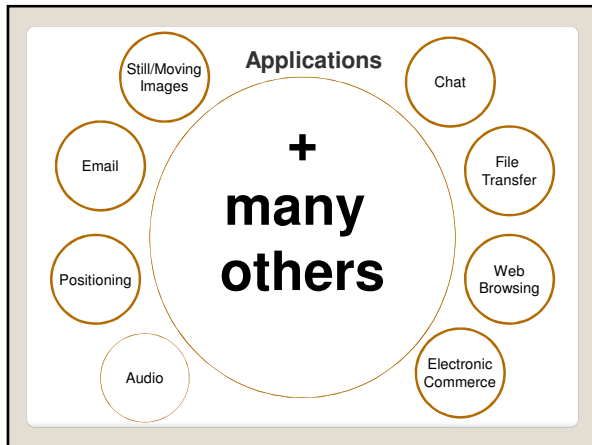 Applications
Still/Moving
Images
Email
Positioning
Audio
+
many
others
Chat
File
Transfer
Web
Browsing
Electronic
Commerce